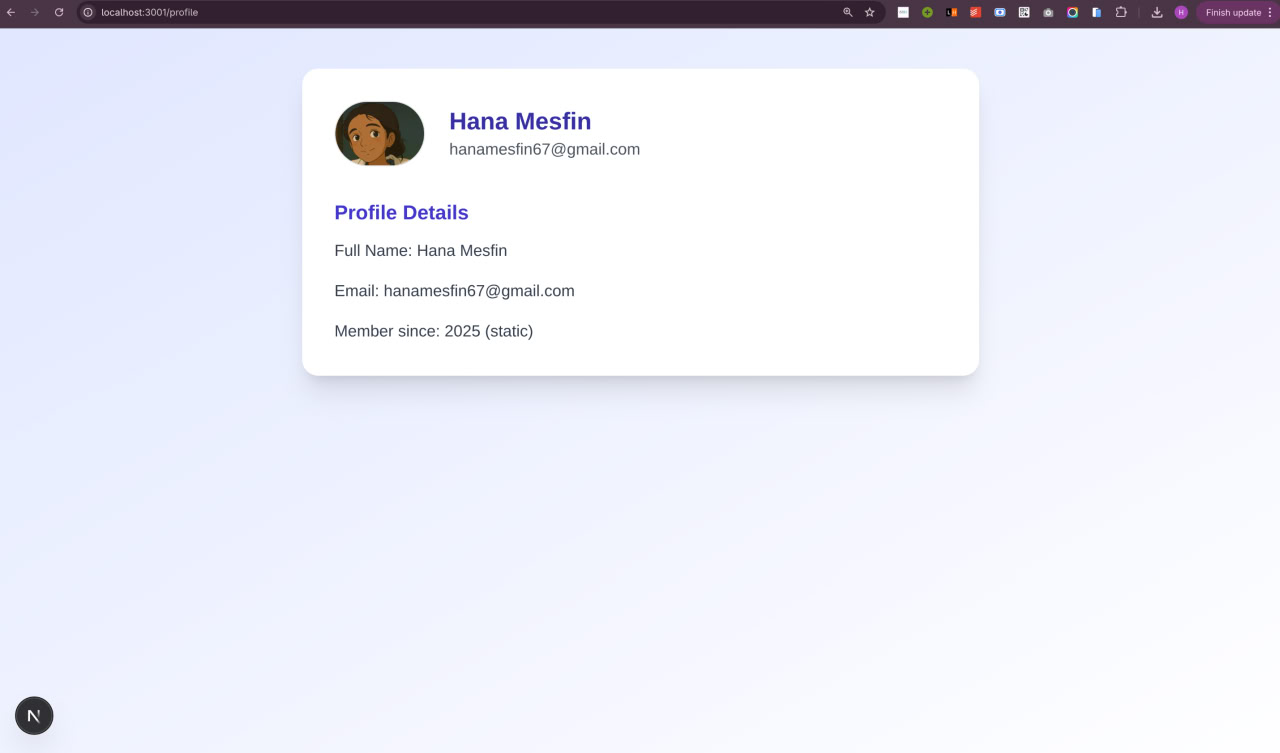 localhost:3001/profile
H
Finish update
Hana Mesfin
hanamesfin67@gmail.com
Profile Details
Full Name: Hana Mesfin
Email: hanamesfin67@gmail.com
Member since: 2025 (static)
N